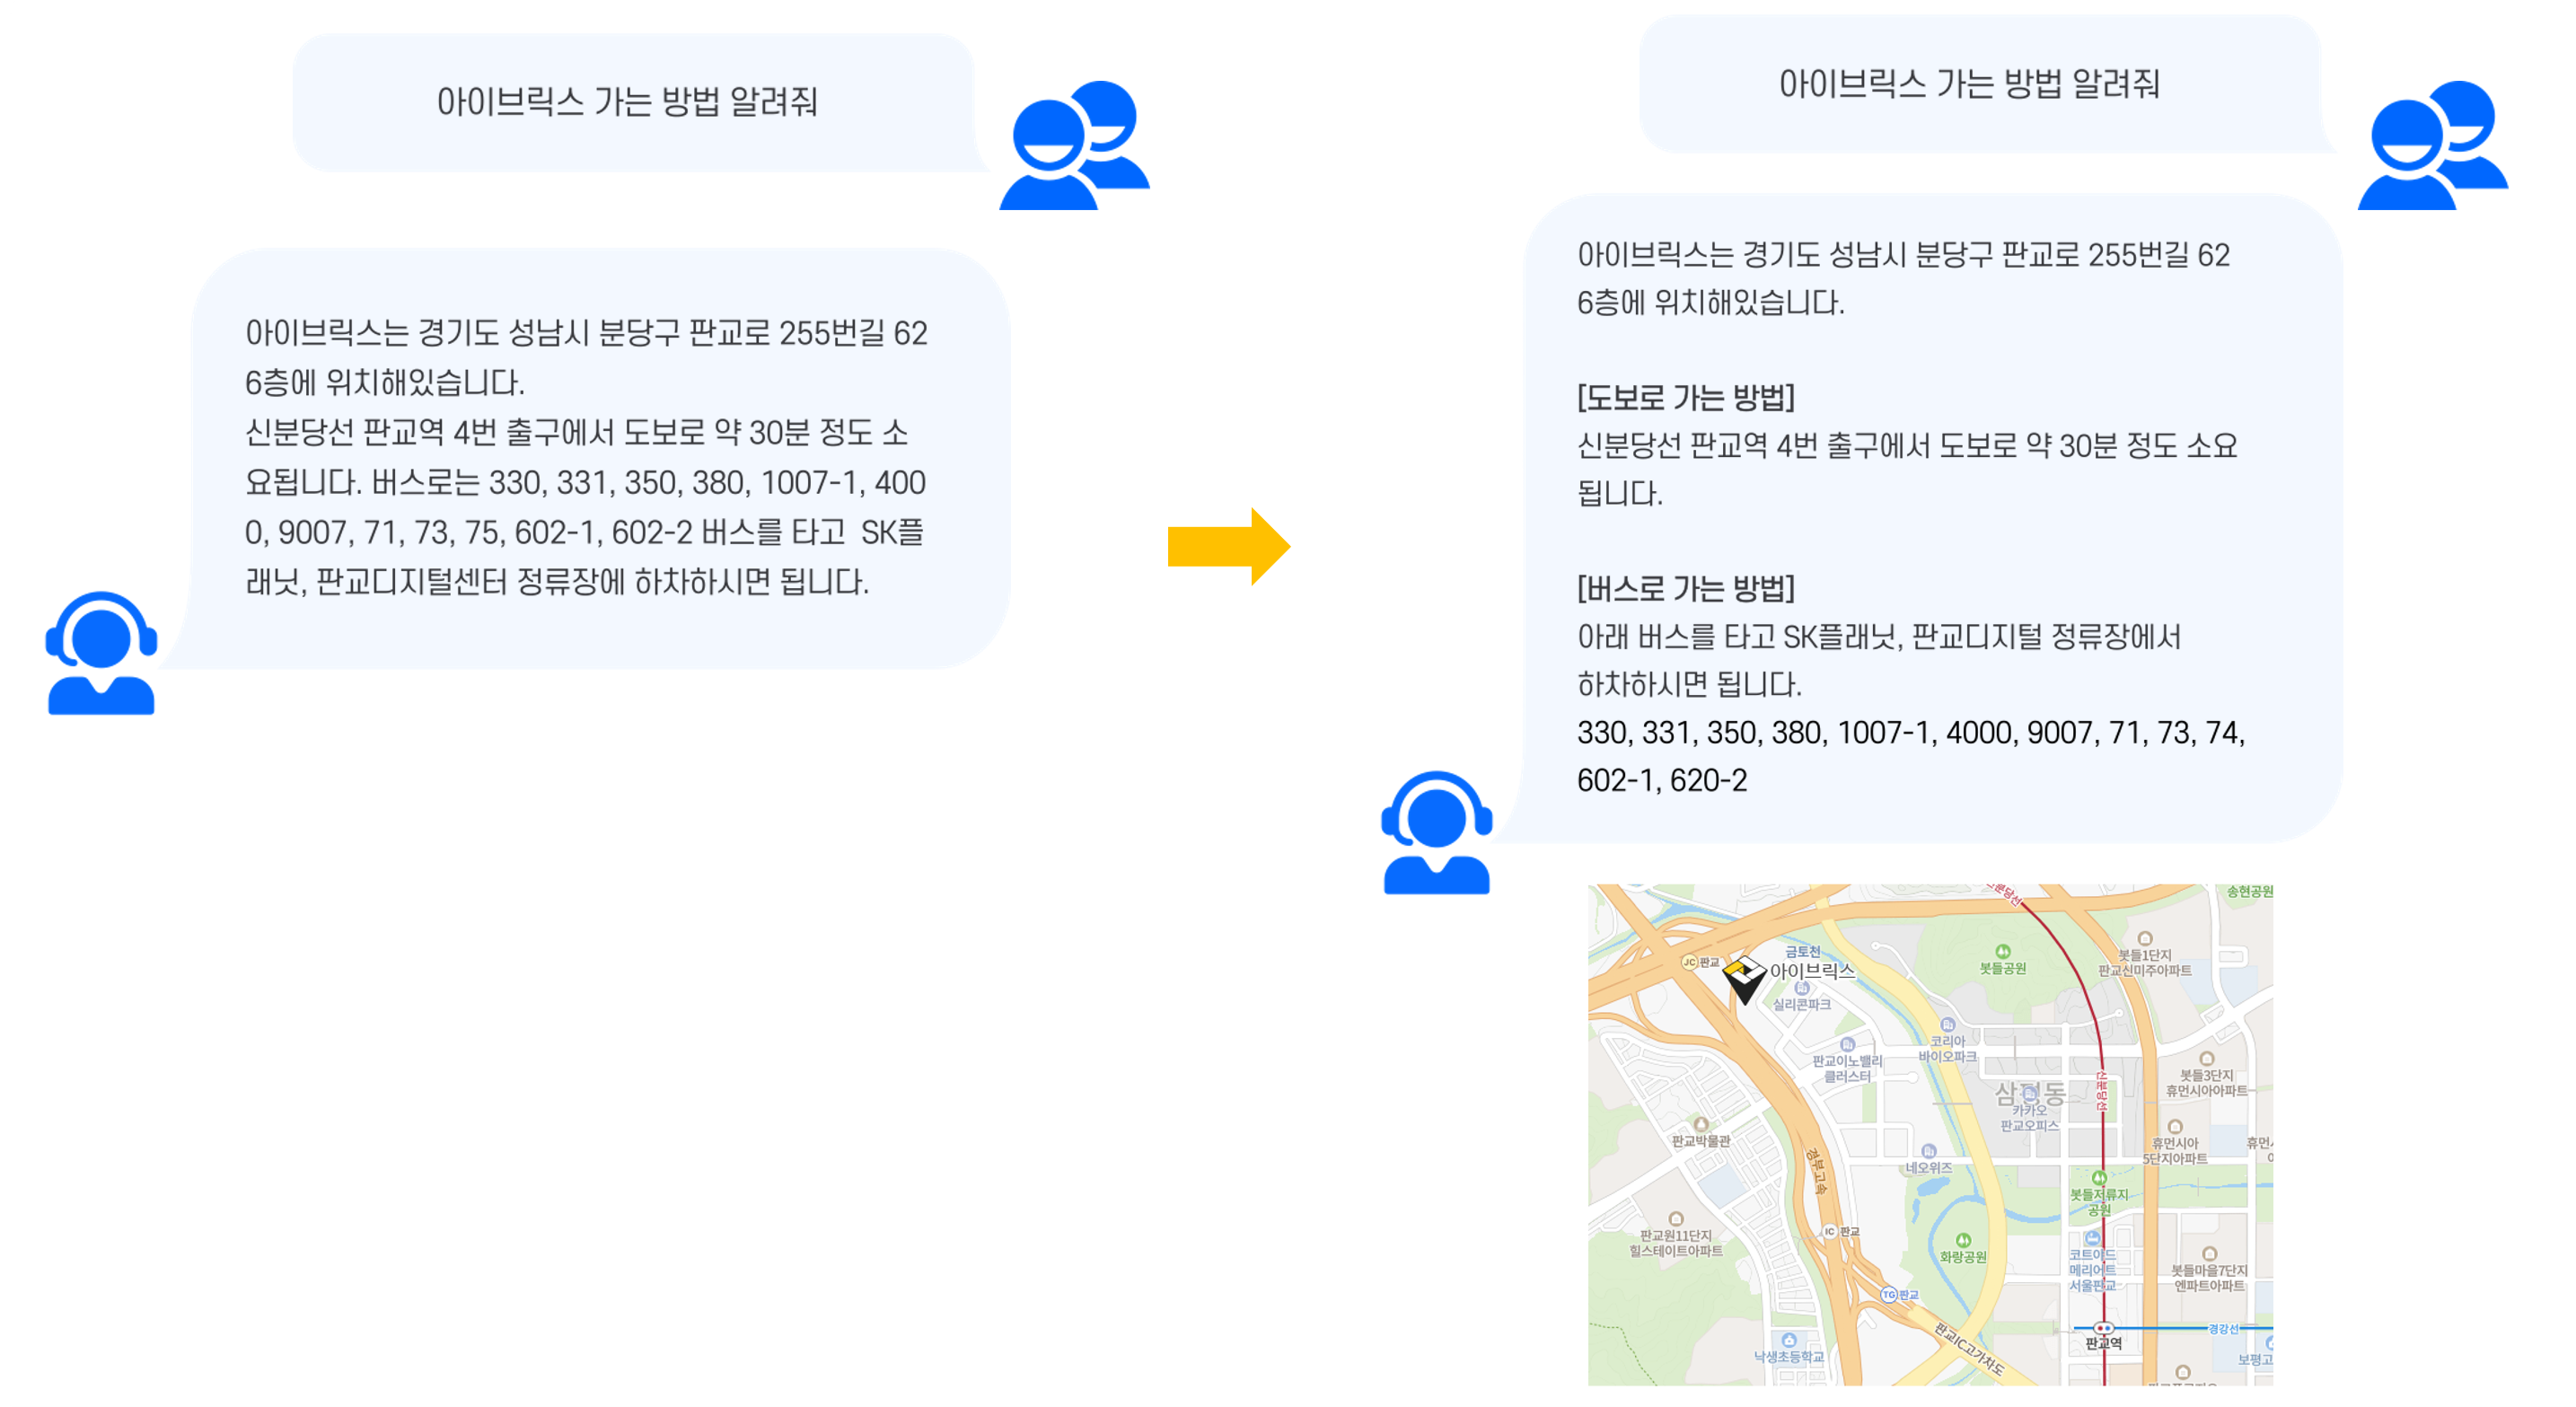 아이브릭스 가는 방법 알려줘
아이브릭스는 경기도 성남시 분당구 판교로 255번길 62
6층에 위치해있습니다.
신분당선 판교역 4번 출구에서 도보로 약 30분 정도 소
요됩니다. 버스로는 330, 331, 350, 380, 1007-1, 400
0, 9007, 71, 73, 75, 602-1, 602-2 버스를 타고 SK플
래닛, 판교디지털센터 정류장에 하차하시면 됩니다.
아이브릭스 가는 방법 알려줘
아이브릭스는 경기도 성남시 분당구 판교로 255번길 62
6층에 위치해있습니다.
[도보로 가는 방법]
신분당선 판교역 4번 출구에서 도보로 약 30분 정도 소요
됩니다.
[버스로 가는 방법]
아래 버스를 타고 SK플래닛, 판교디지털 정류장에서
하차하시면 됩니다.
330, 331, 350, 380, 1007-1, 4000, 9007, 71, 73, 74,
602-1, 620-2
송현공원
금토천
JC 판교
아이브릭스
실리콘파크
붓들공원
봇들1단지
판교신미주아파트
코리아
바이오파크
판교이노밸리
클러스터
봇들3단지
휴먼시아아파트
신분당선
삼평동
카카오
판교오피스
판교박물관
휴먼시아
5단지아파트
경부고속
네오위즈
봇들저류지
공원
판교원11단지
힐스테이트아파트
IC 판교
화랑공원
코트야드
메리어트
서울판교
봇들마을7단지
엔파트아파트
TG 판교
경강선
판교역
판교IC고가차도
낙생초등학교
보평고